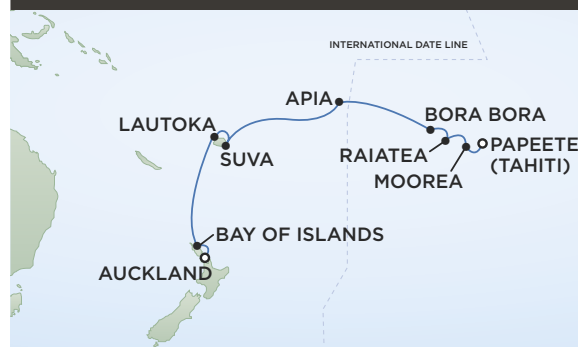 INTERNATIONAL DATE LINE
APIA
BORA BORA
LAUTOKA
RAIATEA
PAPEETE
(TAHITI)
SUVA
MOOREA
BAY OF ISLANDS
AUCKLAND